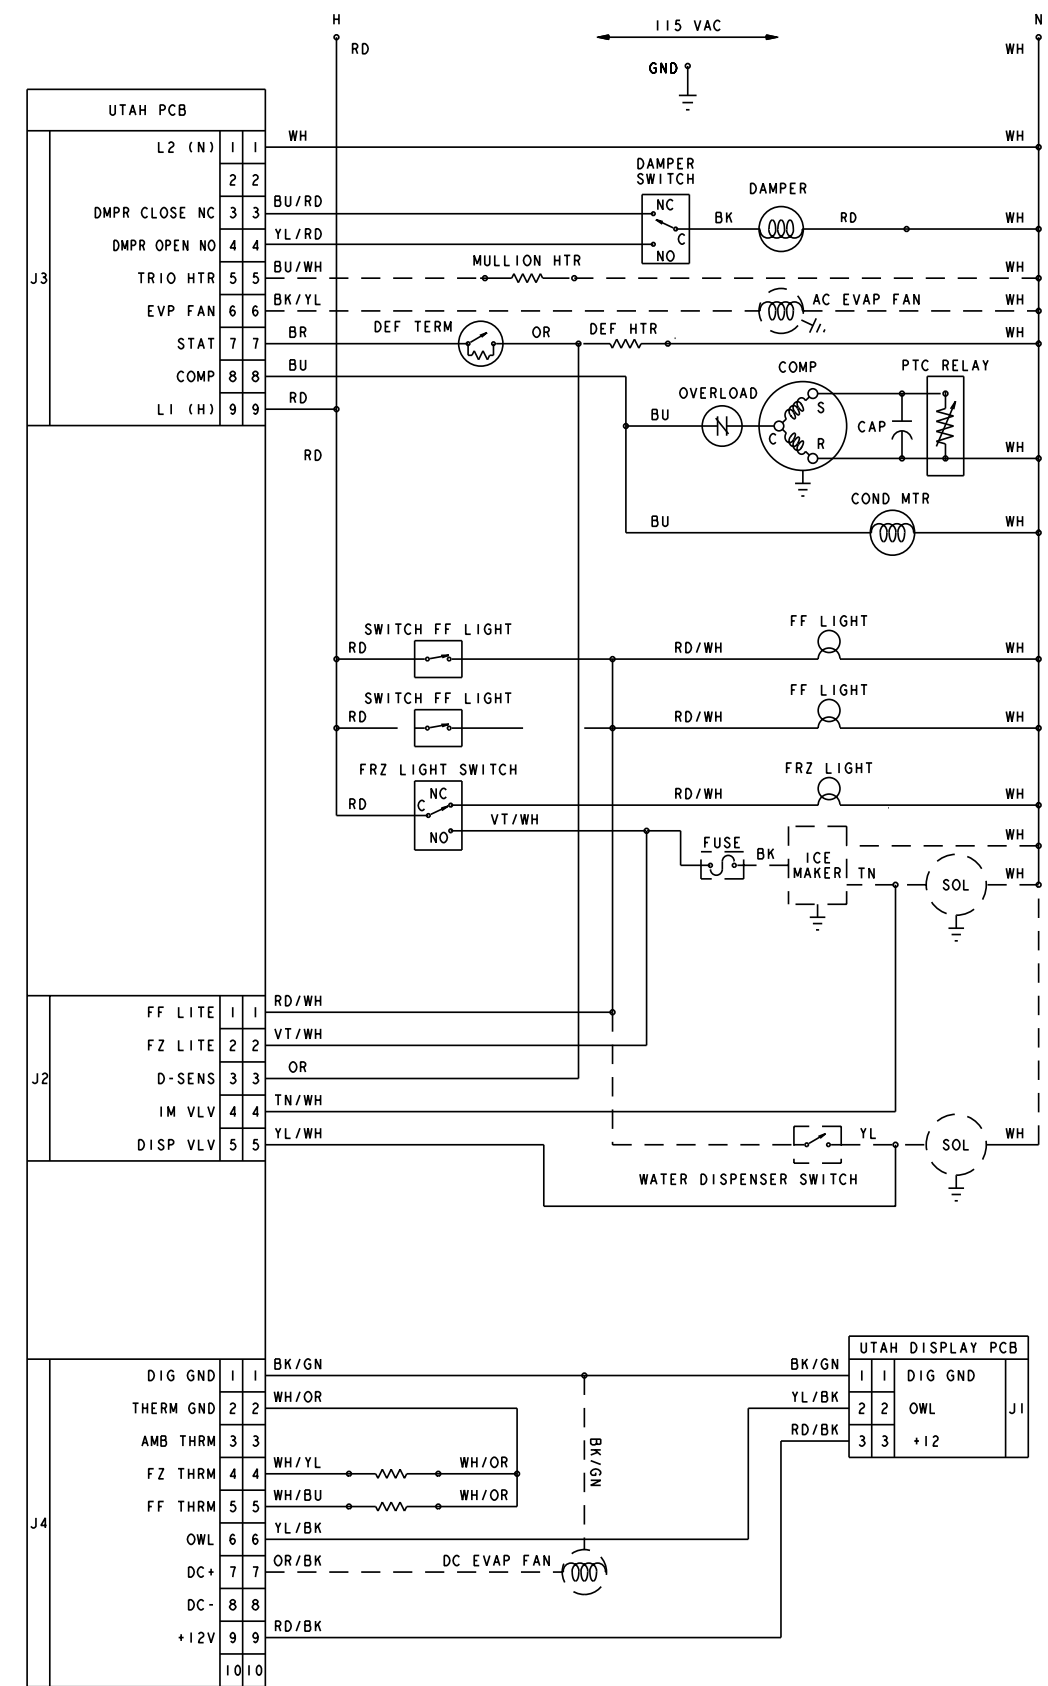 H
115 VAC
N
RD
WH
GND
UTAH PCB
L2 (N) 1 1 WH WH
2 2
DAMPER
SWITCH
DAMPER
DMPR CLOSE NC 3 3 BU/RD NC
BK RD WH
C
DMPR OPEN NO 4 4 YL/RD
NO
J3
TRIO HTR 5 5 BU/WH MULLION HTR WH
EVP FAN 6 6 BK/YL AC EVAP FAN WH
STAT 7 7 BR DEF TERM OR DEF HTR WH
COMP 8 8 BU
COMP PTC RELAY
L1 (H) 9 9 RD
OVERLOAD
BU
S
C
CAP
R
WH
RD
COND MTR
BU WH
SWITCH FF LIGHT FF LIGHT
RD RD/WH WH
SWITCH FF LIGHT FF LIGHT
RD RD/WH WH
FRZ LIGHT SWITCH FRZ LIGHT
RD C NC RD/WH WH
NO VT/WH
WH
FUSE BK ICE
MAKER TN SOL WH
J2
FF LITE 1 1 RD/WH
FZ LITE 2 2 VT/WH
D-SENS 3 3 OR
IM VLV 4 4 TN/WH
DISP VLV 5 5 YL/WH
YL SOL WH
WATER DISPENSER SWITCH
UTAH DISPLAY PCB
DIG GND 1 1 BK/GN BK/GN 1 1 DIG GND
THERM GND 2 2 WH/OR YL/BK 2 2 OWL J1
AMB THRM 3 3 RD/BK 3 3 +12
BK/GN
FZ THRM 4 4 WH/YL WH/OR
FF THRM 5 5 WH/BU WH/OR
J4
OWL 6 6 YL/BK
DC+ 7 7 OR/BK DC EVAP FAN
DC- 8 8
+12V 9 9 RD/BK
10 10